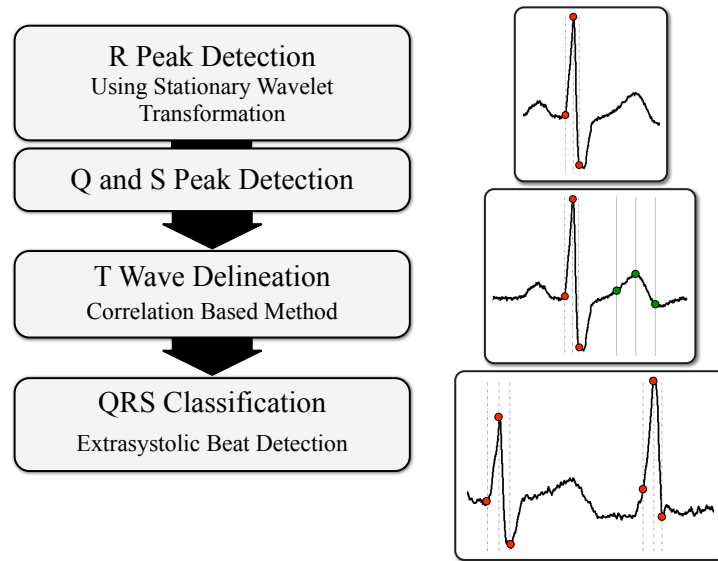 R Peak Detection
Using Stationary Wavelet
Transformation
Q and S Peak Detection
T Wave Delineation
Correlation Based Method
QRS Classification
Extrasystolic Beat Detection